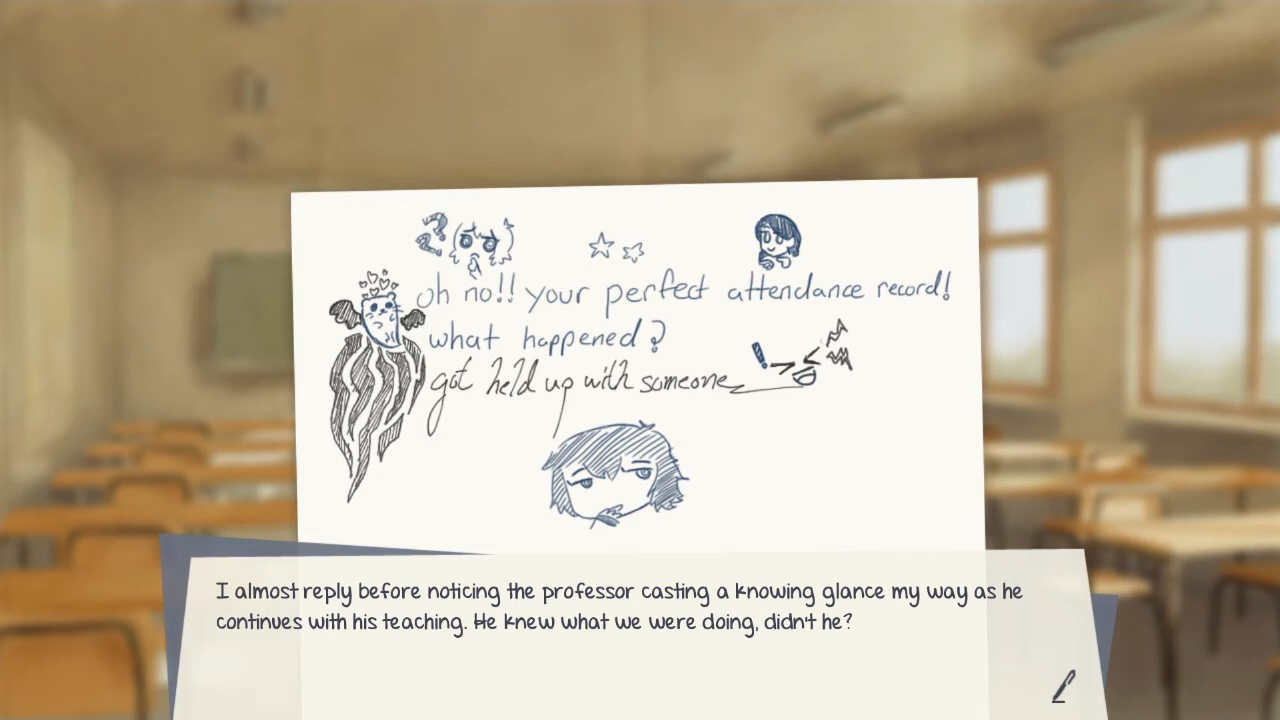 oh no!! your perfect attendance record!
what happened?
got held up with someone
I almost reply before noticing the professor casting a knowing glance my way as he
continues with his teaching. He knew what we were doing, didn't he?